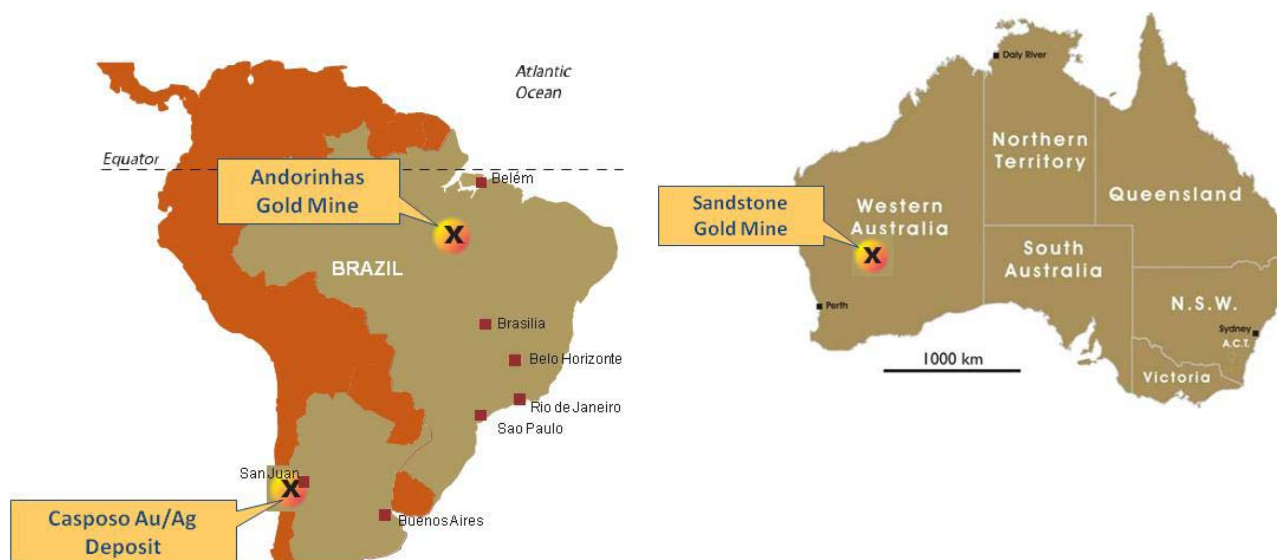 Atlantic
Ocean
Equator
Andorinhas
Gold Mine
Belém
X
BRAZIL
Brasilia
Belo Horizonte
Rio de Janeiro
Sao Paulo
San Juan
X
Casposo Au/Ag
Deposit
Buenos Aires
Daly River
Northern
Territory
Queensland
Sandstone
Gold Mine
Western
Australia
X
South
Australia
Perth
N.S.W.
Sydney
A.C.T.
1000 km
Victoria